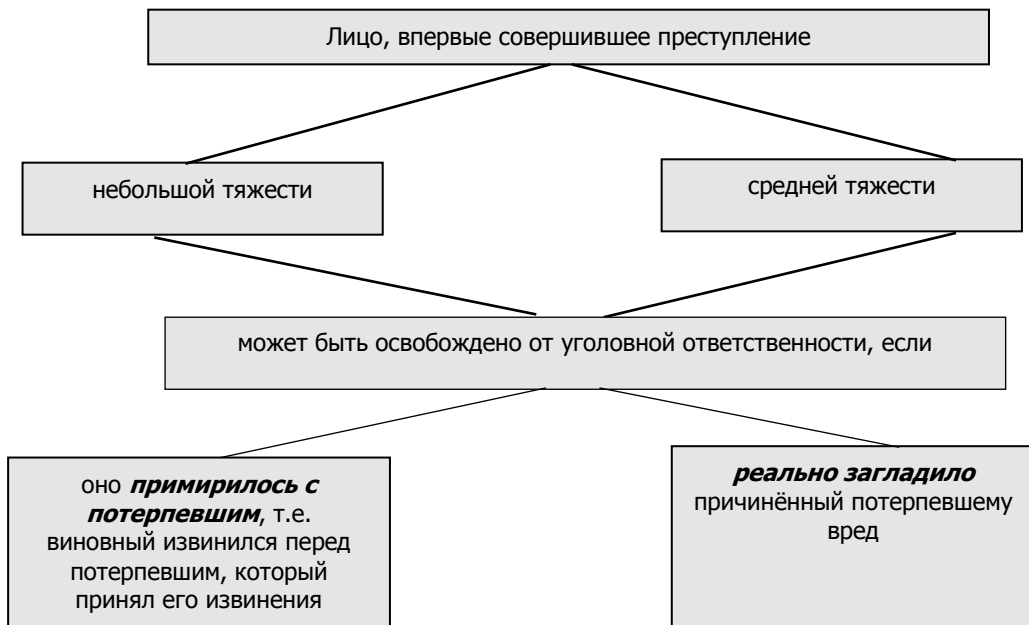 Лицо, впервые совершившее преступление
небольшой тяжести
средней тяжести
может быть освобождено от уголовной ответственности, если
оно примирилось с
потерпевшим, т.е.
виновный извинился перед
потерпевшим, который
принял его извинения
реально загладило
причинённый потерпевшему
вред